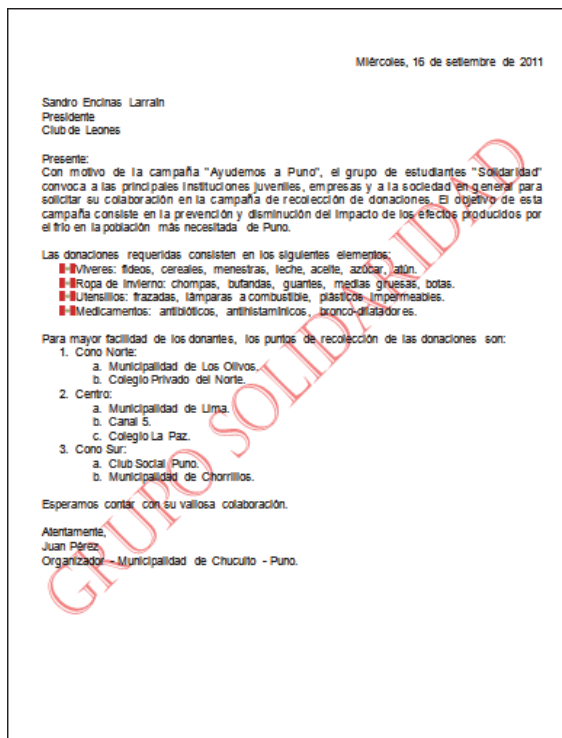 Miércoles, 16 de setiembre de 2011
Sandro Encinas Larraín
Presidente
Club de Leones
Presente:
Con motivo de la campaña "Ayudemos a Puno", el grupo de estudiantes "Solidaridad"
convoca a las principales instituciones juveniles, empresas y a la sociedad en general para
solicitar su colaboración en la campaña de recolección de donaciones. El objetivo de esta
campaña consiste en la prevención y disminución del impacto de los efectos producidos por
el frío en la población más necesitada de Puno.
Las donaciones requeridas consisten en los siguientes elementos:
Víveres: fideos, cereales, menestras, leche, aceite, azúcar, atún.
Ropa de invierno: chompas, bufandas, guantes, medias gruesas, botas.
Utensilios: frazadas, lámparas a combustible, plásticos impermeables.
Medicamentos: antibióticos, antihistamínicos, bronco-dilatadores.
Para mayor facilidad de los donantes, los puntos de recolección de las donaciones son:
1. Cono Norte:
a. Municipalidad de Los Olivos.
b. Colegio Privado del Norte.
2. Centro:
a. Municipalidad de Lima.
b. Canal 5.
c. Colegio La Paz.
3. Cono Sur:
a. Club Social Puno.
b. Municipalidad de Chorrillos.
Esperamos contar con su valiosa colaboración.
Atentamente,
Juan Pérez
Organizador - Municipalidad de Chucuito - Puno.
GRUPO SOLIDARIDAD